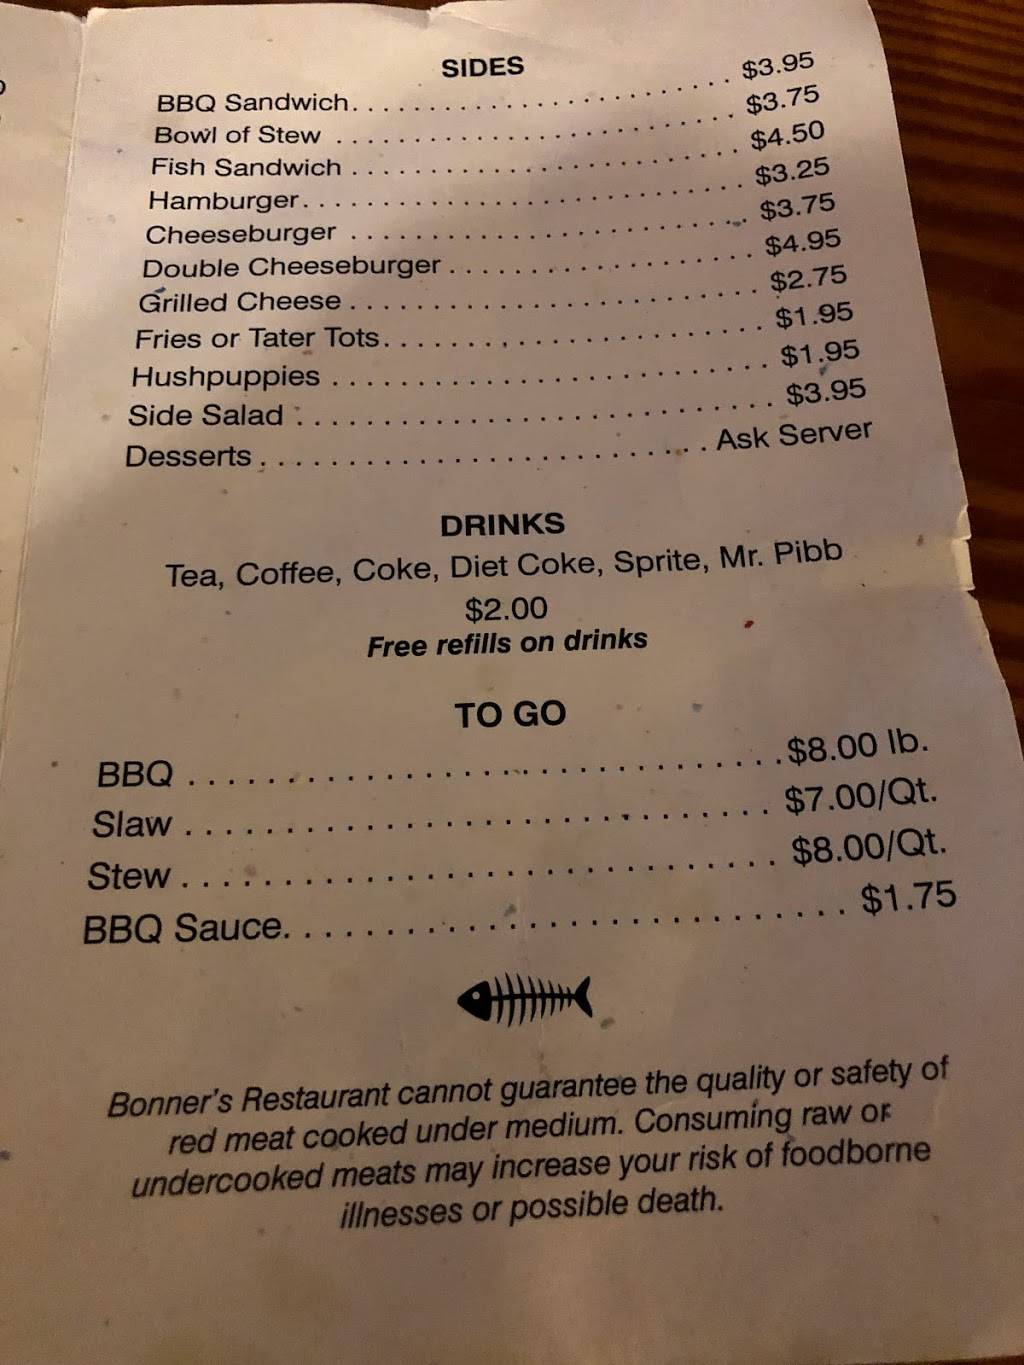 SIDES
BBQ Sandwich. . . . . . . . . . . . . . . . . . . . . . . . $3.95
Bowl of Stew . . . . . . . . . . . . . . . . . . . . . . . . . $3.75
Fish Sandwich . . . . . . . . . . . . . . . . . . . . . . . . $4.50
Hamburger. . . . . . . . . . . . . . . . . . . . . . . . . . . $3.25
Cheeseburger . . . . . . . . . . . . . . . . . . . . . . . . $3.75
Double Cheeseburger . . . . . . . . . . . . . . . . . . $4.95
Grilled Cheese . . . . . . . . . . . . . . . . . . . . . . . . $2.75
Fries or Tater Tots. . . . . . . . . . . . . . . . . . . . . . $1.95
Hushpuppies . . . . . . . . . . . . . . . . . . . . . . . . . $1.95
Side Salad . . . . . . . . . . . . . . . . . . . . . . . . . . . $3.95
Desserts . . . . . . . . . . . . . . . . . . . . . . . . . Ask Server
DRINKS
Tea, Coffee, Coke, Diet Coke, Sprite, Mr. Pibb
$2.00
Free refills on drinks
TO GO
BBQ . . . . . . . . . . . . . . . . . . . . . . . . . . . . . . . . $8.00 lb.
Slaw . . . . . . . . . . . . . . . . . . . . . . . . . . . . . . . $7.00/Qt.
Stew . . . . . . . . . . . . . . . . . . . . . . . . . . . . . . . $8.00/Qt.
BBQ Sauce. . . . . . . . . . . . . . . . . . . . . . . . . . . . $1.75
Bonner's Restaurant cannot guarantee the quality or safety of
red meat cooked under medium. Consuming raw or
undercooked meats may increase your risk of foodborne
illnesses or possible death.